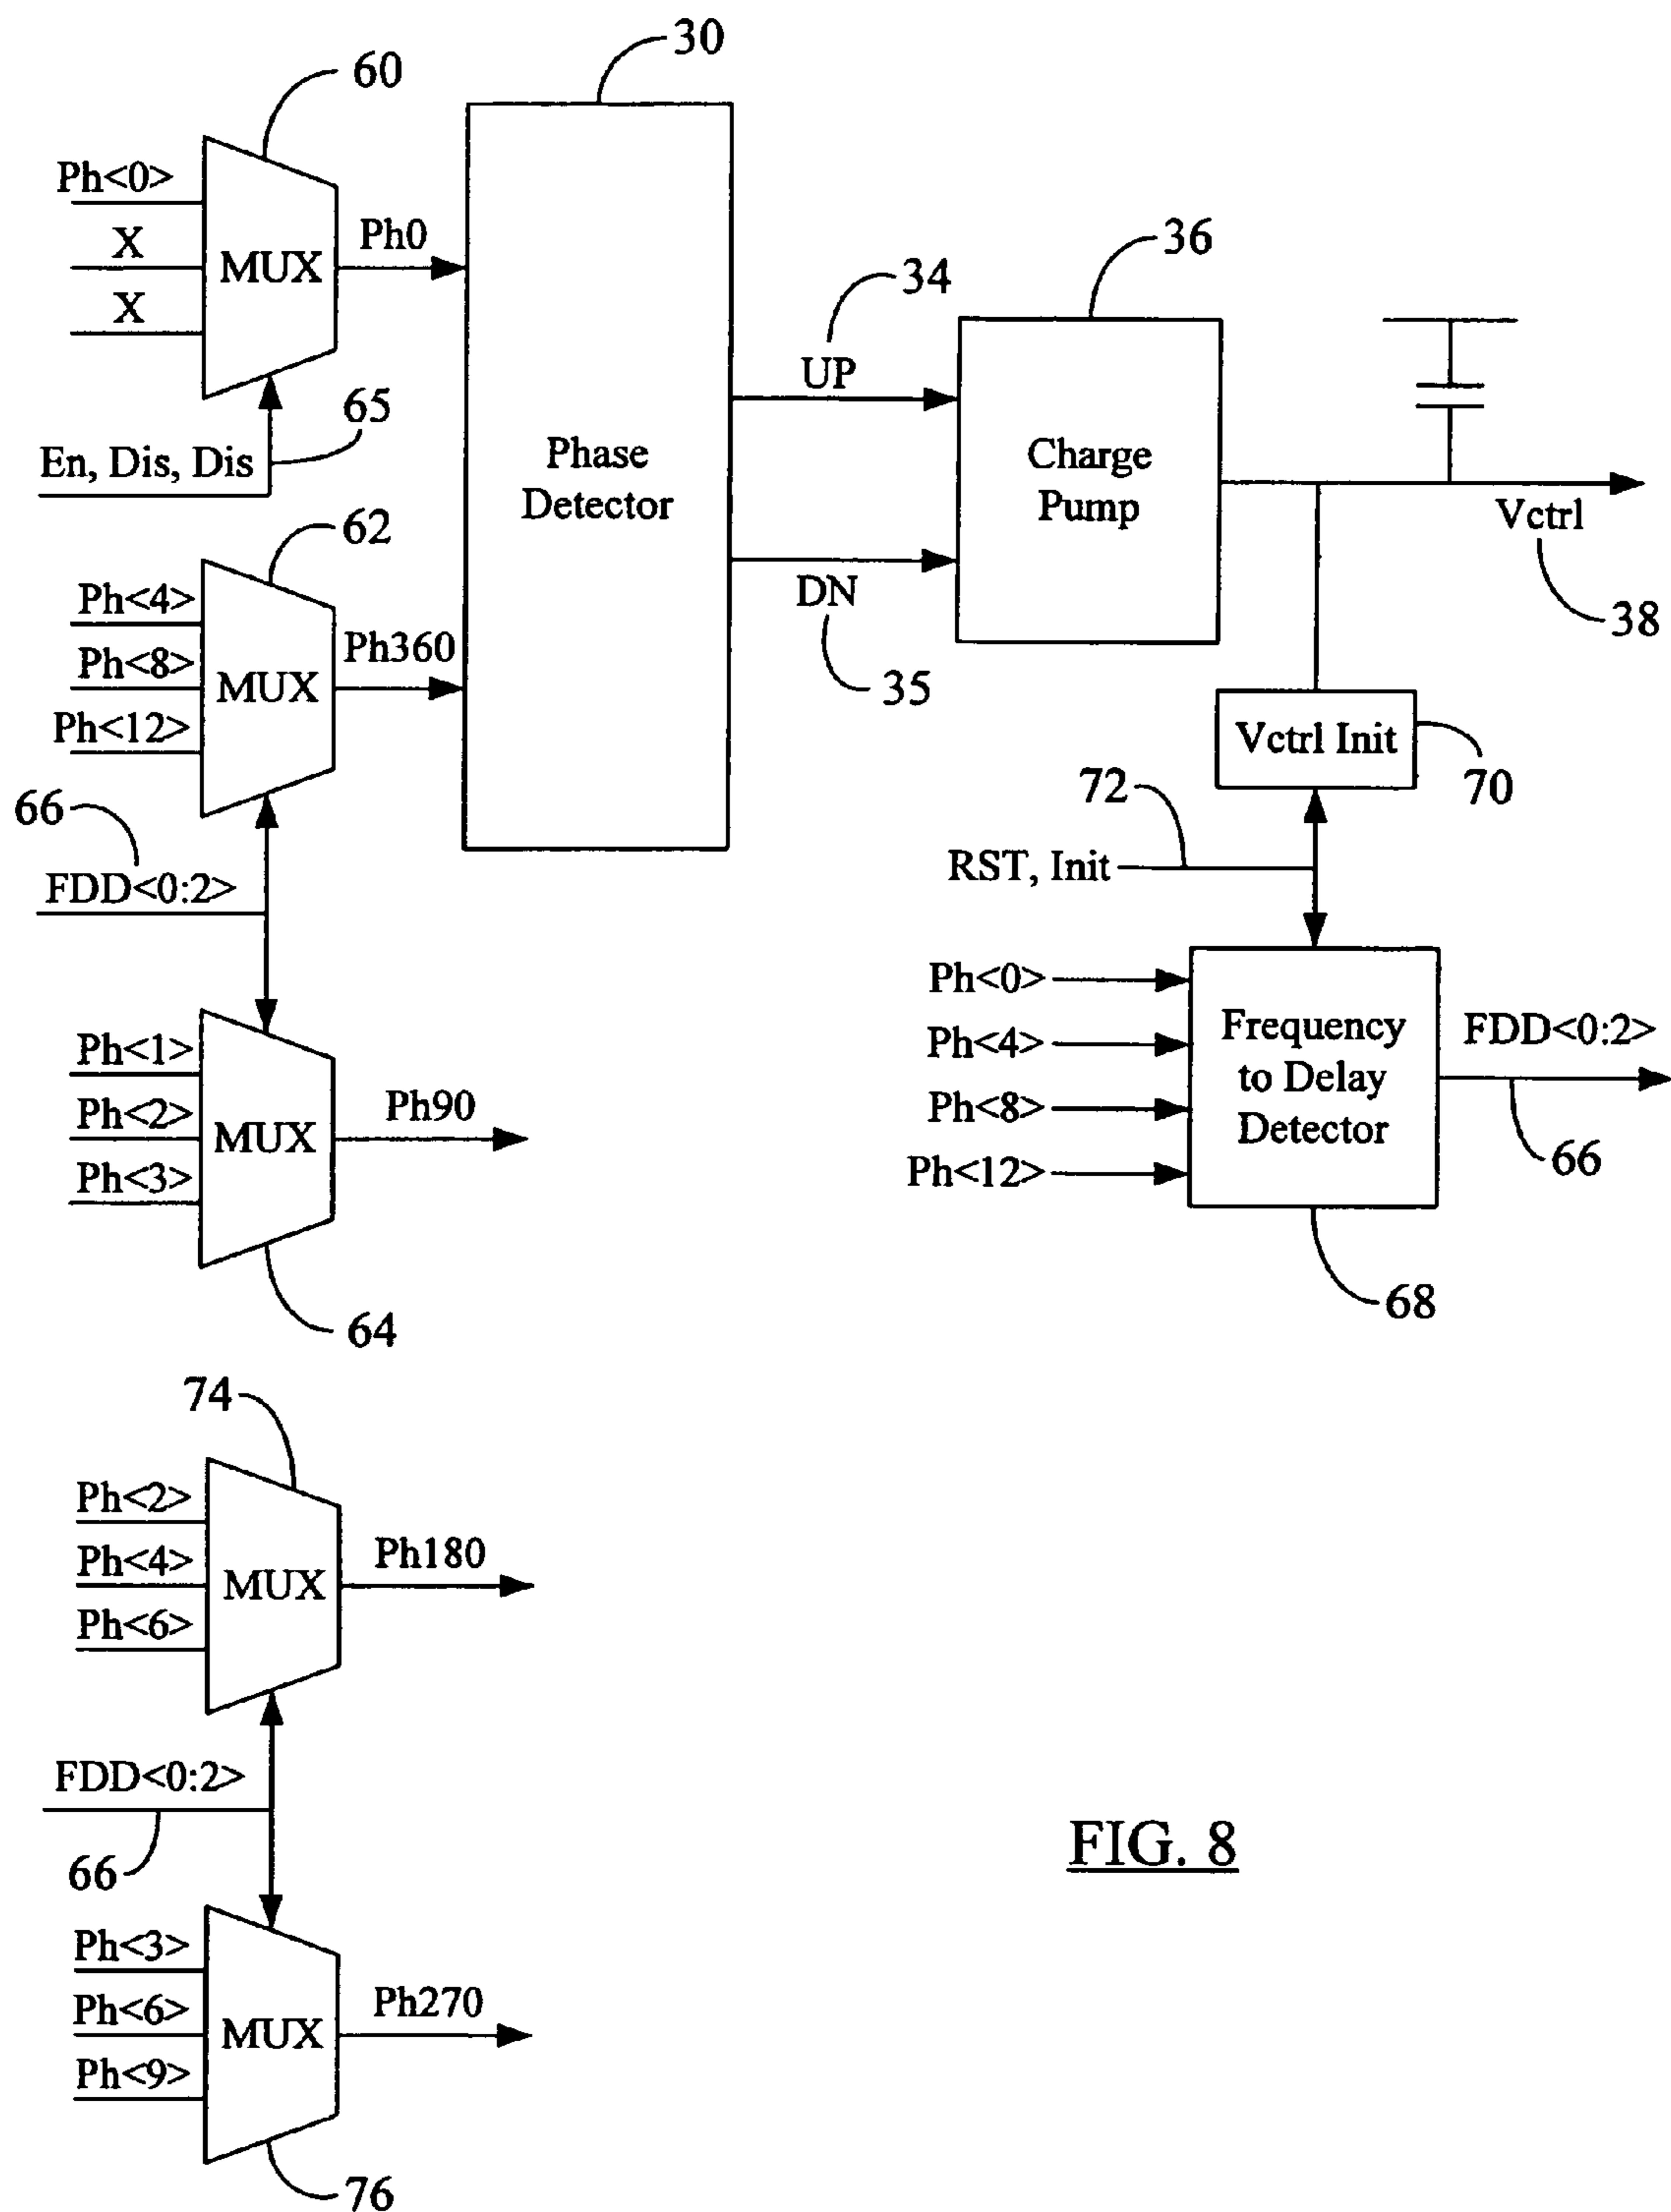 30
60
Ph<0>
X
X
MUX
Ph0
65
En, Dis, Dis
Phase
Detector
34
UP
36
Charge
Pump
DN
35
Vctrl
38
62
Ph<4>
Ph<8>
Ph<12>
MUX
Ph360
66
FDD<0:2>
Vctrl Init
70
72
RST, Init
Ph<1>
Ph<2>
Ph<3>
MUX
Ph90
64
Ph<0>
Ph<4>
Ph<8>
Ph<12>
Frequency
to Delay
Detector
FDD<0:2>
66
68
74
Ph<2>
Ph<4>
Ph<6>
MUX
Ph180
FDD<0:2>
66
Ph<3>
Ph<6>
Ph<9>
MUX
Ph270
76
FIG. 8